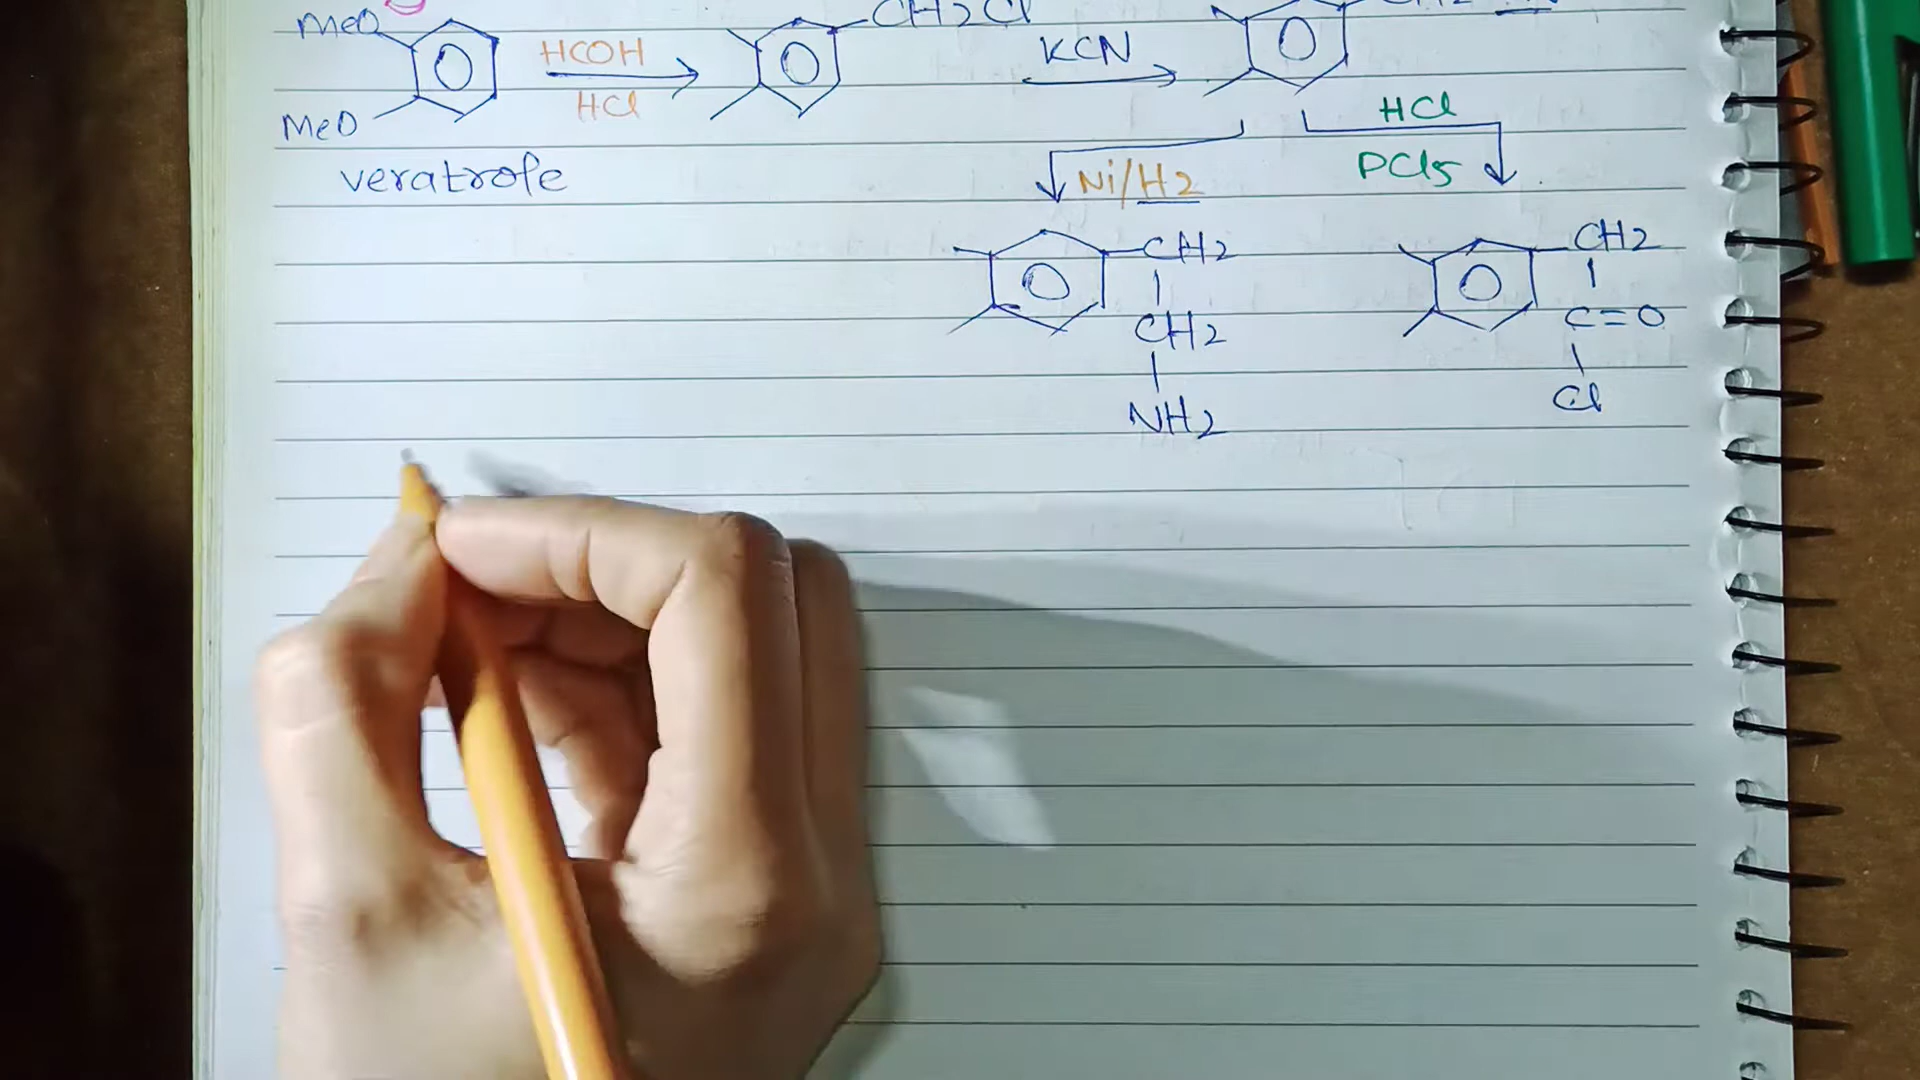 MeO
CH2Cl
HCOH
KCN
HCl
MeO
HCl
veratrole
Ni/H2
PCl5
CH2
CH2
CH2
C=O
NH2
Cl